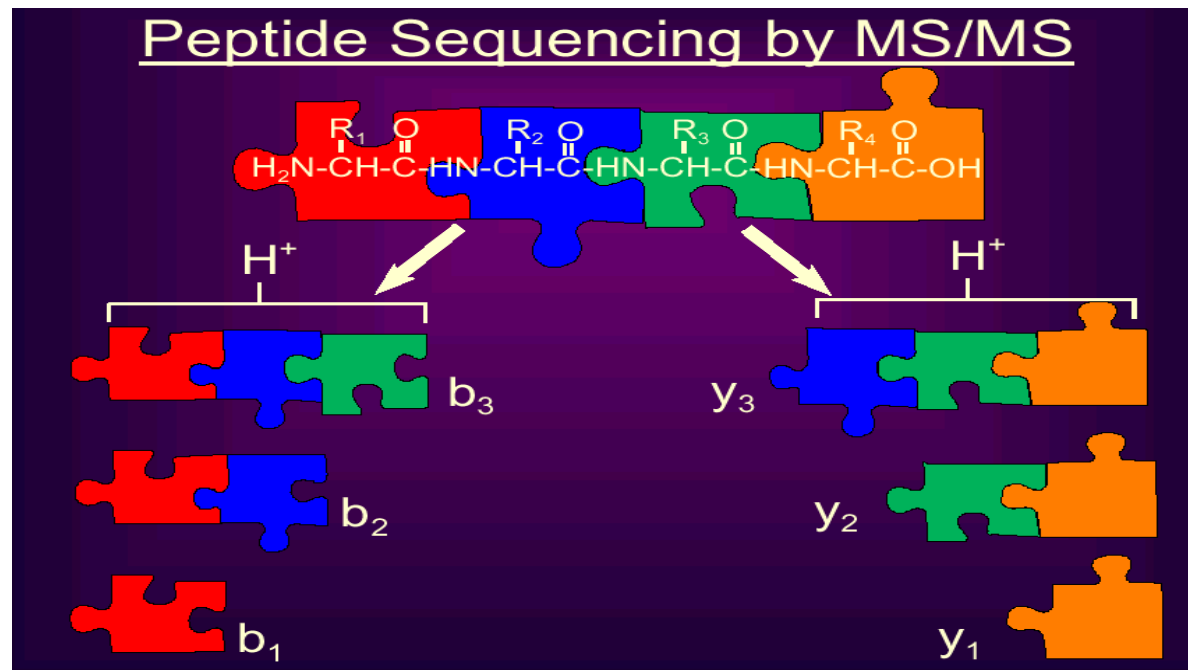 Peptide Sequencing by MS/MS
R₁ O R₂ O R₃ O R₄ O
H₂N-CH-C-HN-CH-C-HN-CH-C-HN-CH-C-OH
H⁺ H⁺
b₃ y₃
b₂ y₂
b₁ y₁